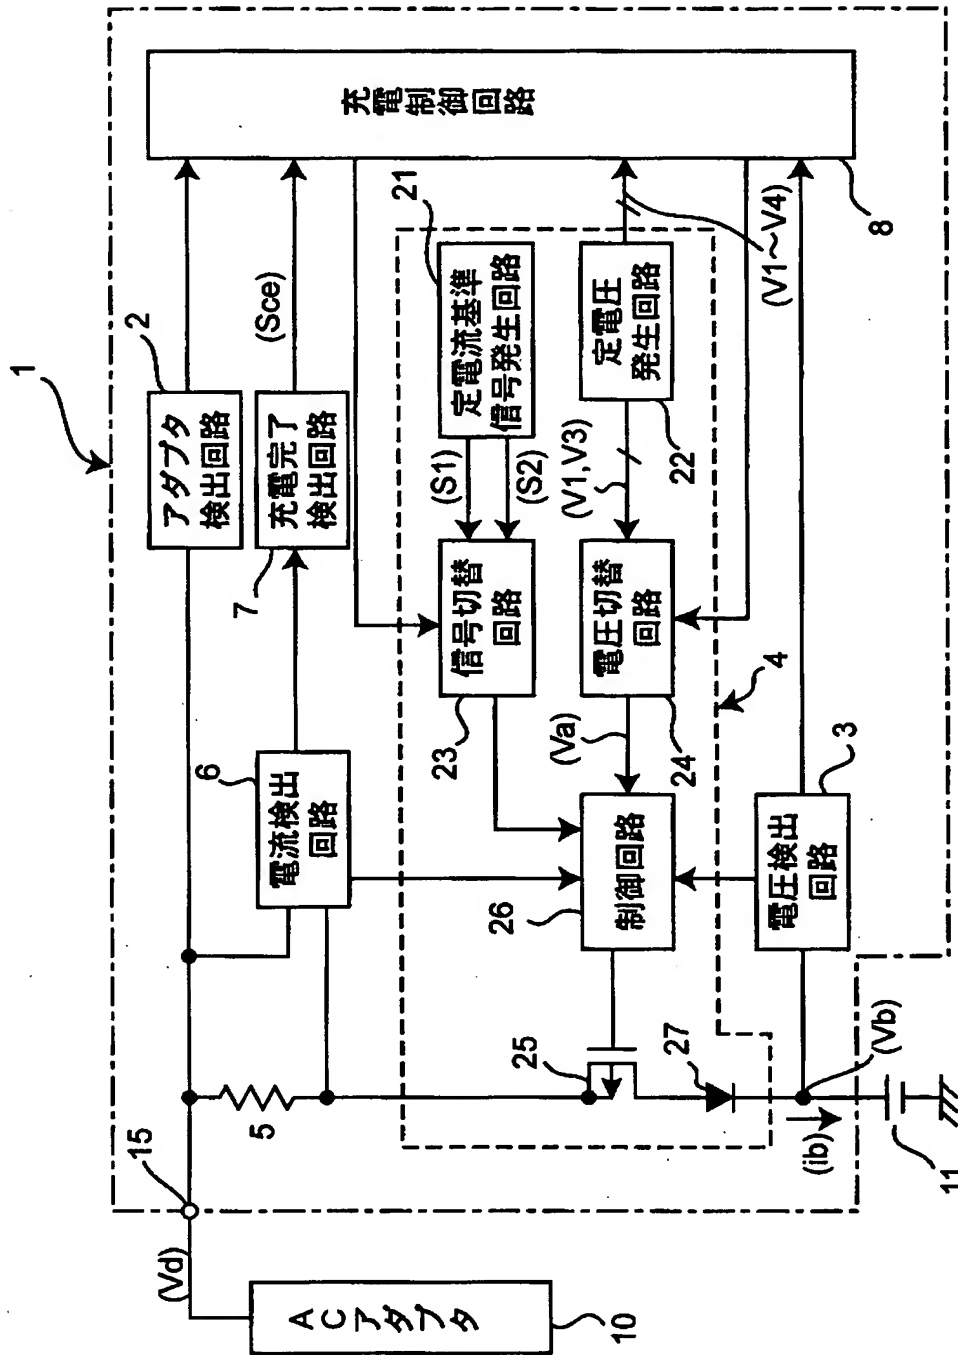 1
15
(Vd)
ACアダプタ
10
2
アダプタ
検出回路
(Sce)
7
充電完了
検出回路
6
電流検出
回路
5
充電制御回路
8
21
定電流基準
信号発生回路
(S1)
(S2)
信号切替
回路
23
定電圧
発生回路
22
(V1,V3)
(V1〜V4)
電圧切替
回路
24
(Va)
4
制御回路
26
25
27
3
電圧検出
回路
(Vb)
(ib)
11